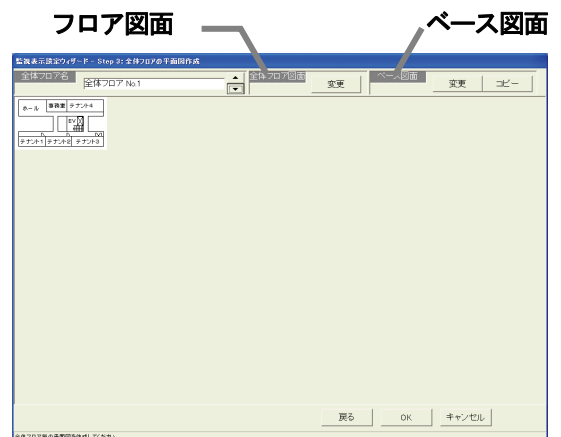 フロア図面
ベース図面
監視表示設定ウィザード - Step 3: 全体フロアの平面図作成
全体フロア名
全体フロア No.1
全体フロア図面
変更
ベース図面
変更
コピー
ホール
事務室
テナント4
EV
テナント1
テナント2
テナント3
戻る
OK
キャンセル